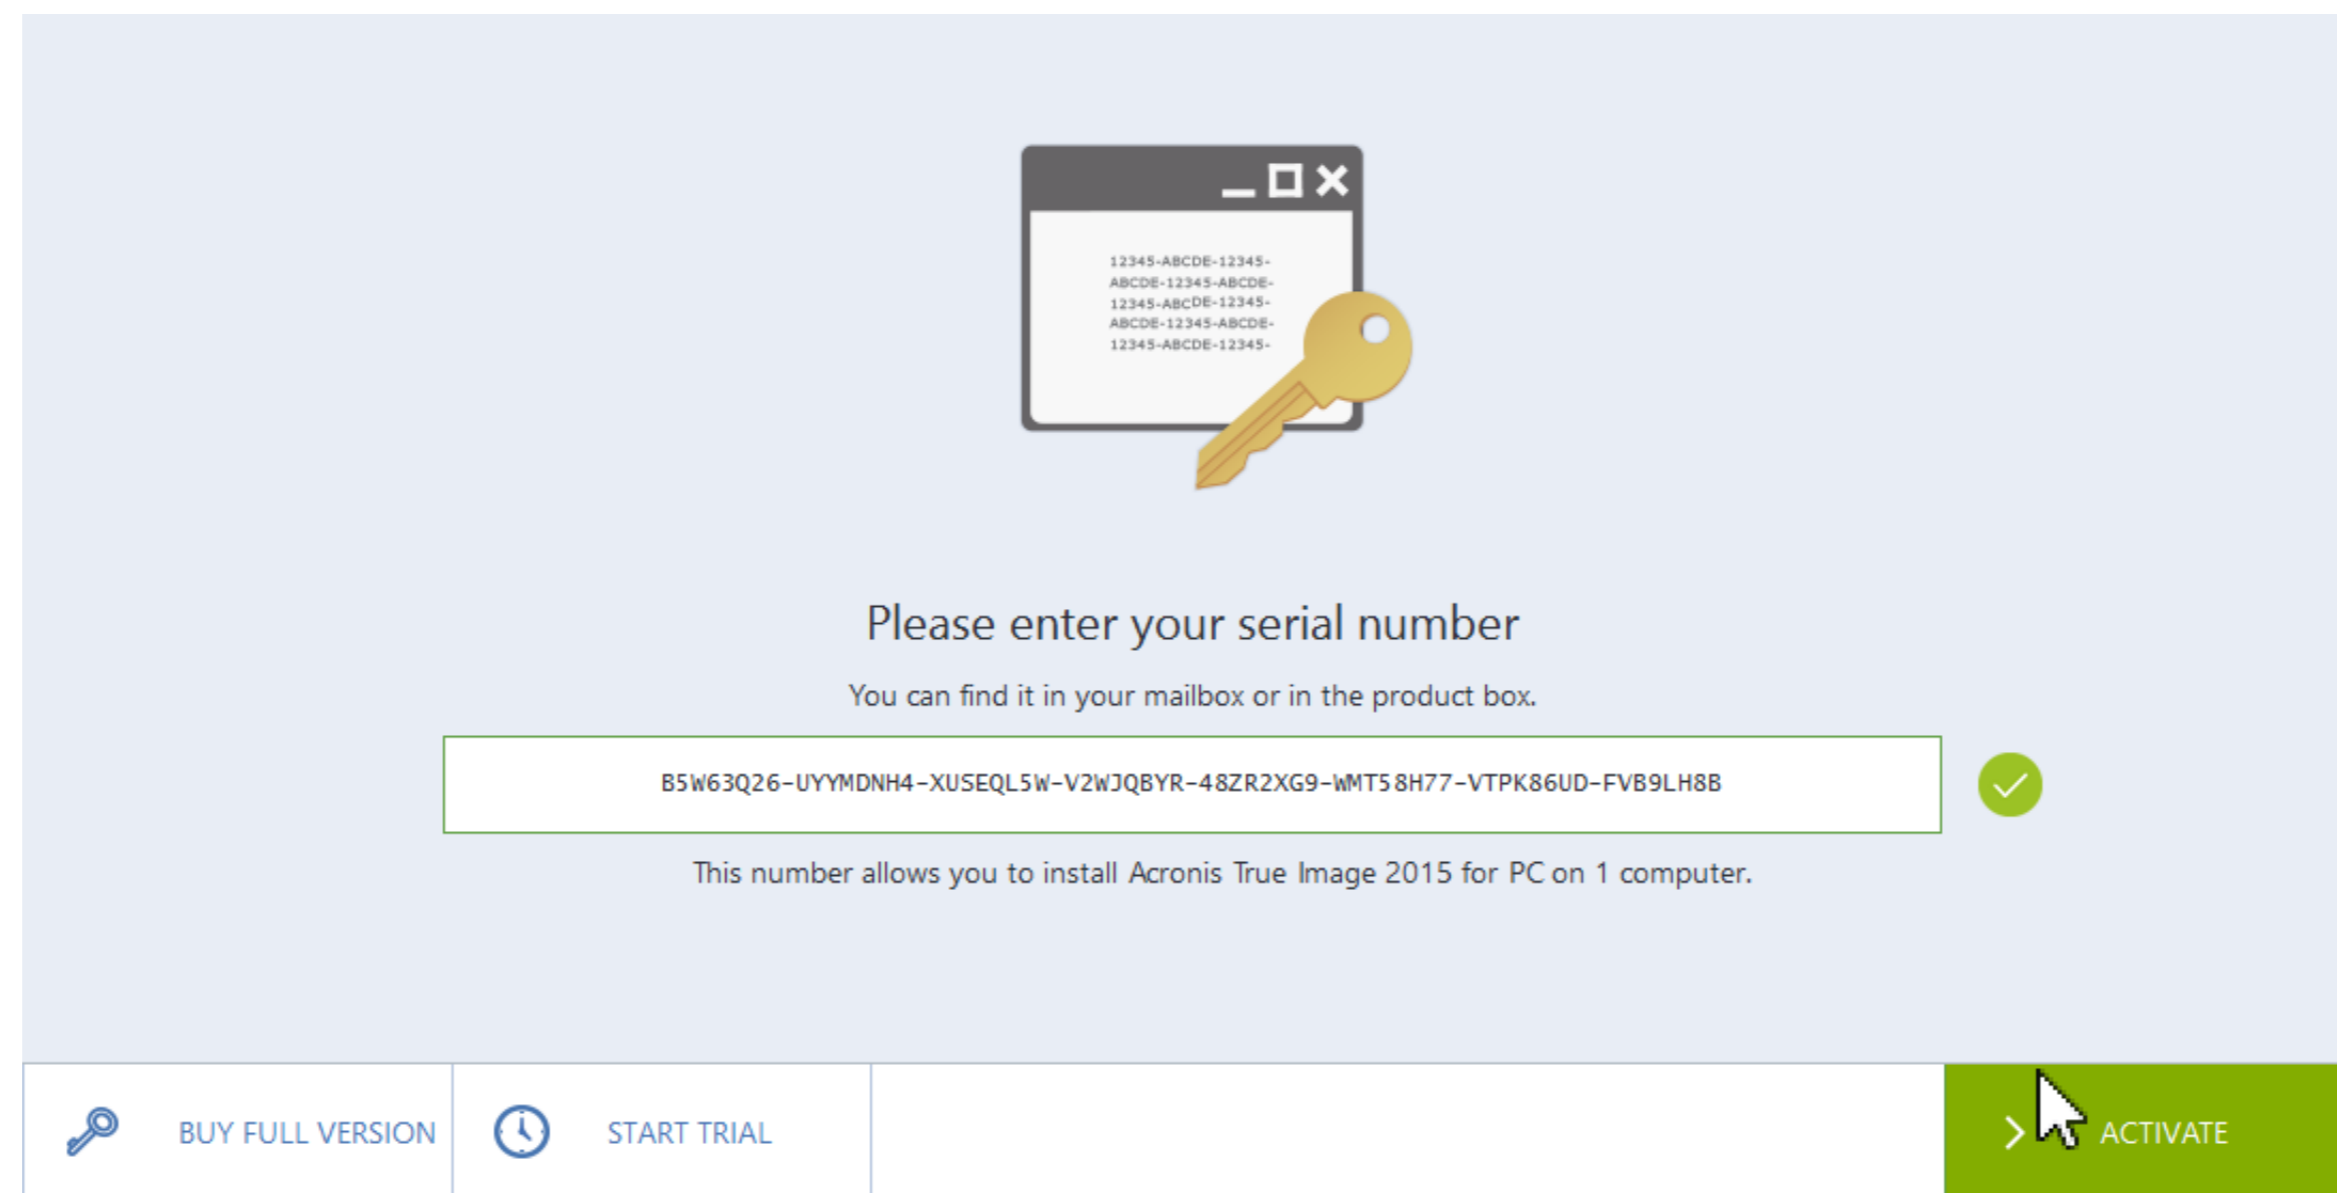 12345-ABCDE-12345-
ABCDE-12345-ABCDE-
12345-ABCDE-12345-
ABCDE-12345-ABCDE-
12345-ABCDE-12345-
Please enter your serial number
You can find it in your mailbox or in the product box.
B5W63Q26-UYYMDNH4-XUSEQL5W-V2WJQBYR-48ZR2XG9-WMT58H77-VTPK86UD-FVB9LH8B
This number allows you to install Acronis True Image 2015 for PC on 1 computer.
BUY FULL VERSION
START TRIAL
ACTIVATE